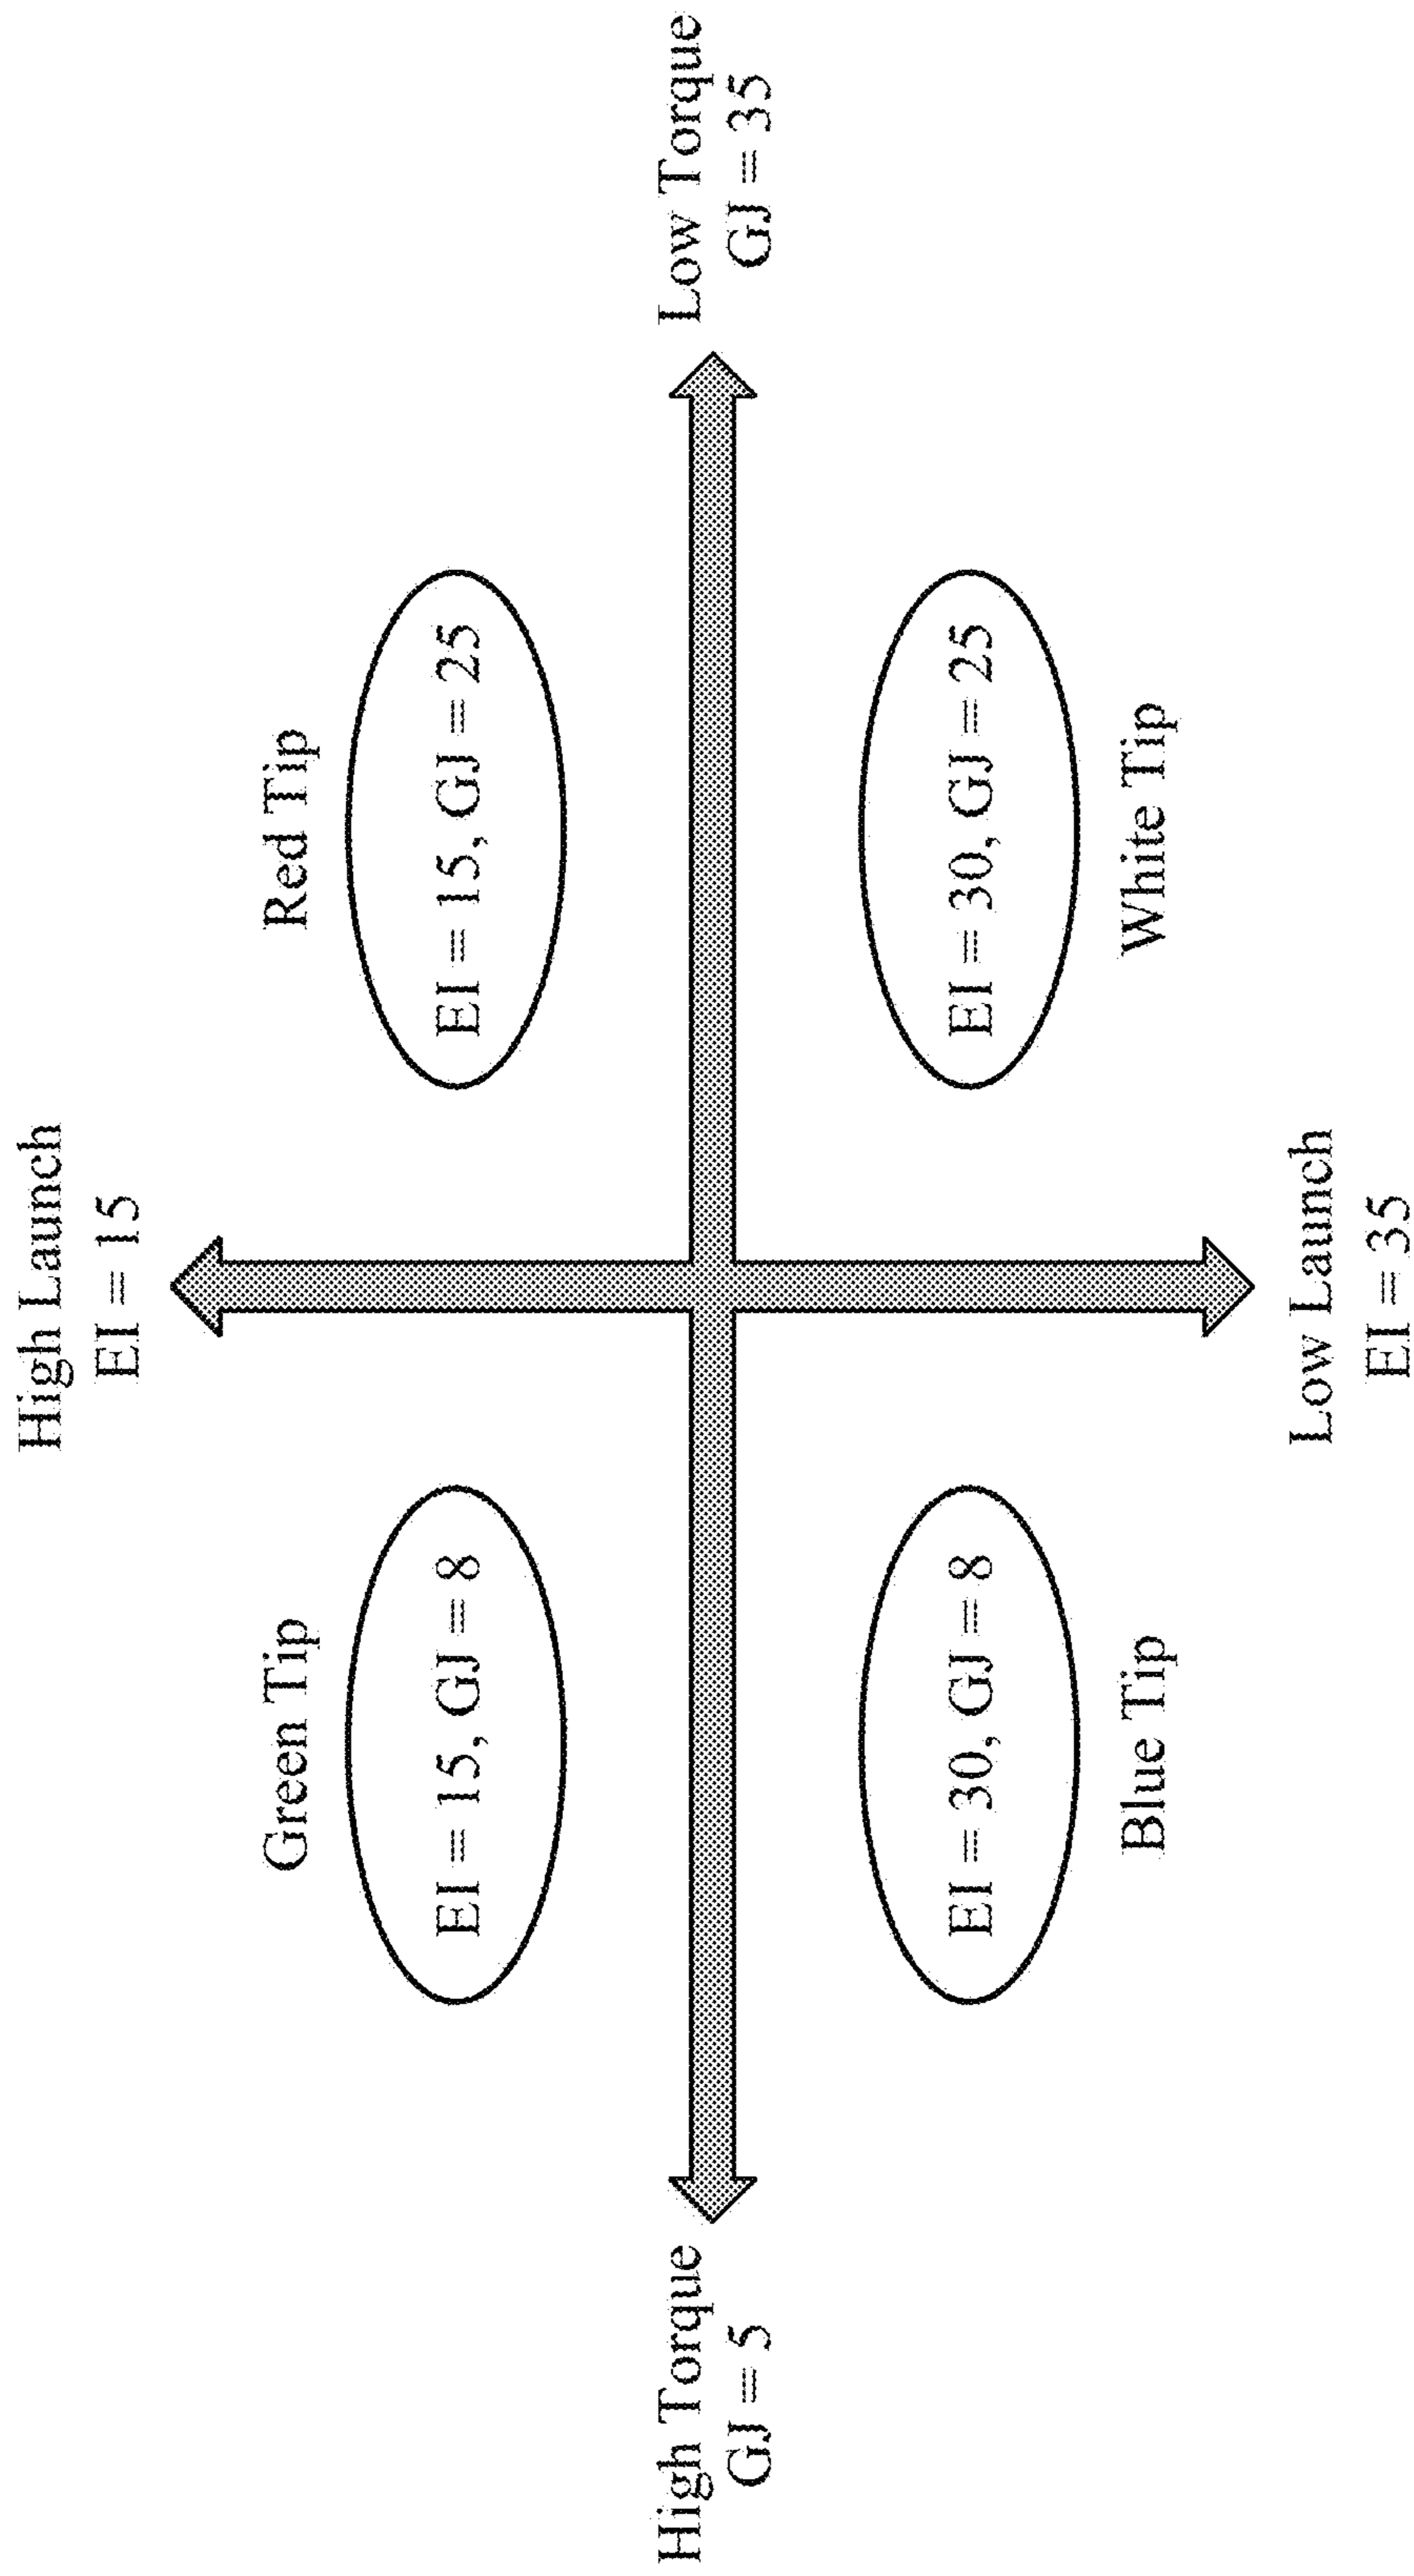 High Launch
EI = 15
Green Tip
Red Tip
EI = 15, GJ = 8
EI = 15, GJ = 25
High Torque
GJ = 5
Low Torque
GJ = 35
EI = 30, GJ = 8
EI = 30, GJ = 25
Blue Tip
White Tip
Low Launch
EI = 35